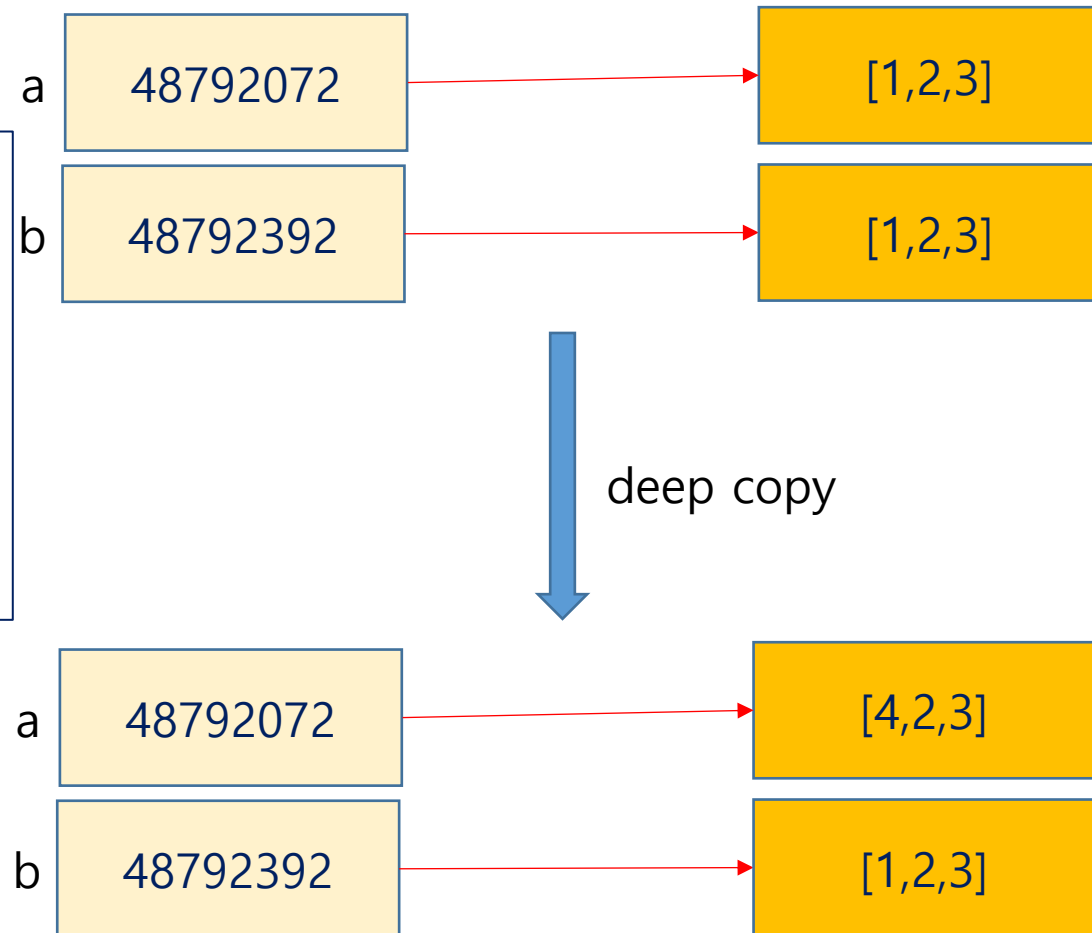 a 48792072 [1,2,3]
b 48792392 [1,2,3]
deep copy
a 48792072 [4,2,3]
b 48792392 [1,2,3]